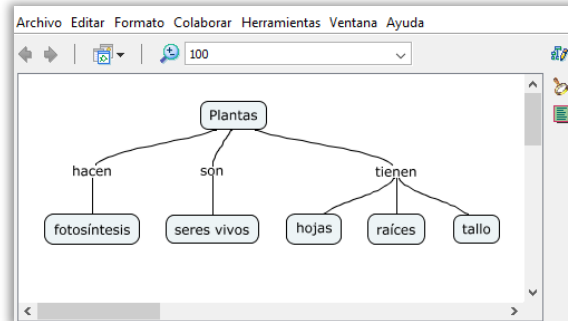 Archivo Editar Formato Colaborar Herramientas Ventana Ayuda
100
Plantas
hacen son tienen
fotosíntesis seres vivos hojas raíces tallo